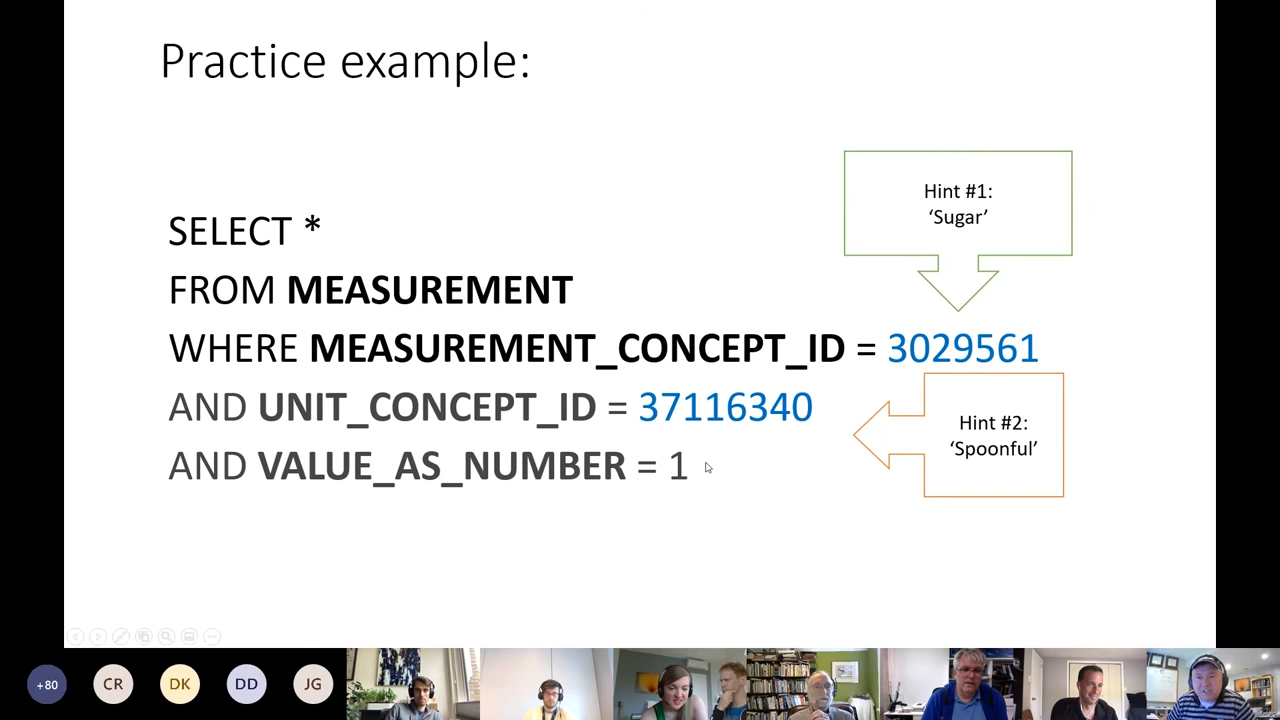 Practice example:
Hint #1:
‘Sugar’
SELECT *
FROM MEASUREMENT
WHERE MEASUREMENT_CONCEPT_ID = 3029561
AND UNIT_CONCEPT_ID = 37116340
Hint #2:
‘Spoonful’
AND VALUE_AS_NUMBER = 1
+80
CR
DK
DD
JG